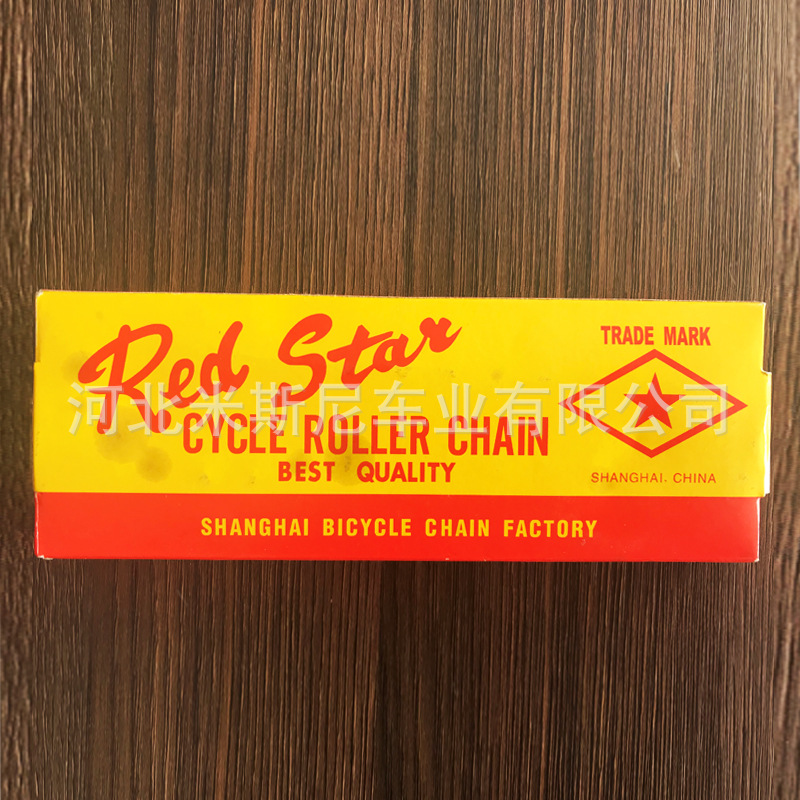 Red Star
TRADE MARK
河北米斯尼车业有限公司
CYCLE ROLLER CHAIN
BEST QUALITY
SHANGHAI, CHINA
SHANGHAI BICYCLE CHAIN FACTORY